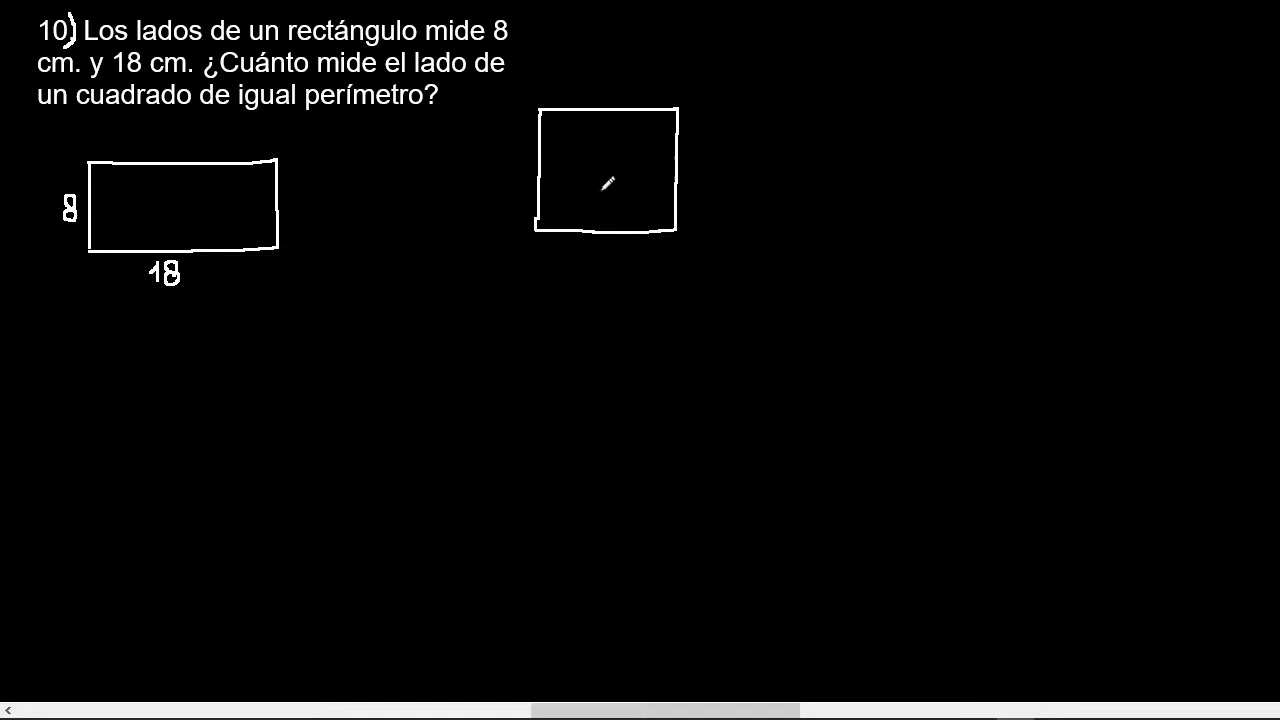 10) Los lados de un rectángulo mide 8
cm. y 18 cm. ¿Cuánto mide el lado de
un cuadrado de igual perímetro?
8
18